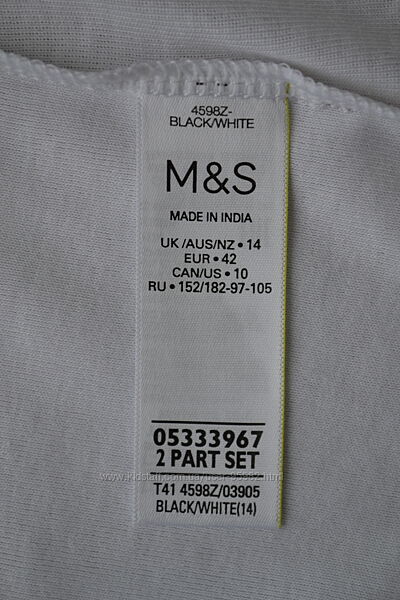 4598Z-
BLACK/WHITE
M&S
MADE IN INDIA
UK /AUS/NZ • 14
EUR • 42
CAN/US • 10
RU • 152/182-97-105
05333967
2 PART SET
T41 4598Z/03905
BLACK/WHITE(14)